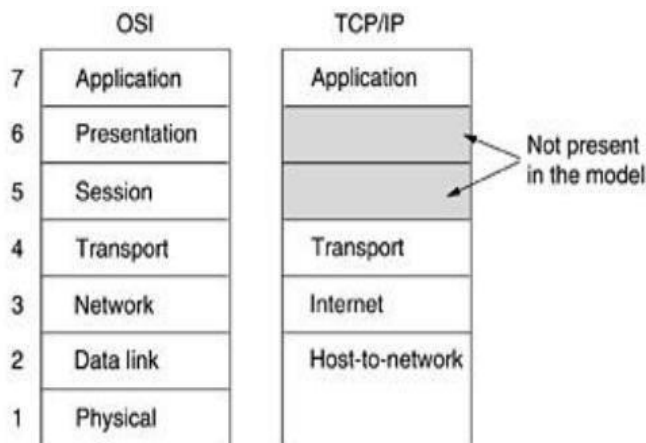 OSI TCP/IP
7 Application Application
6 Presentation
Not present
in the model
5 Session
4 Transport Transport
3 Network Internet
2 Data link Host-to-network
1 Physical